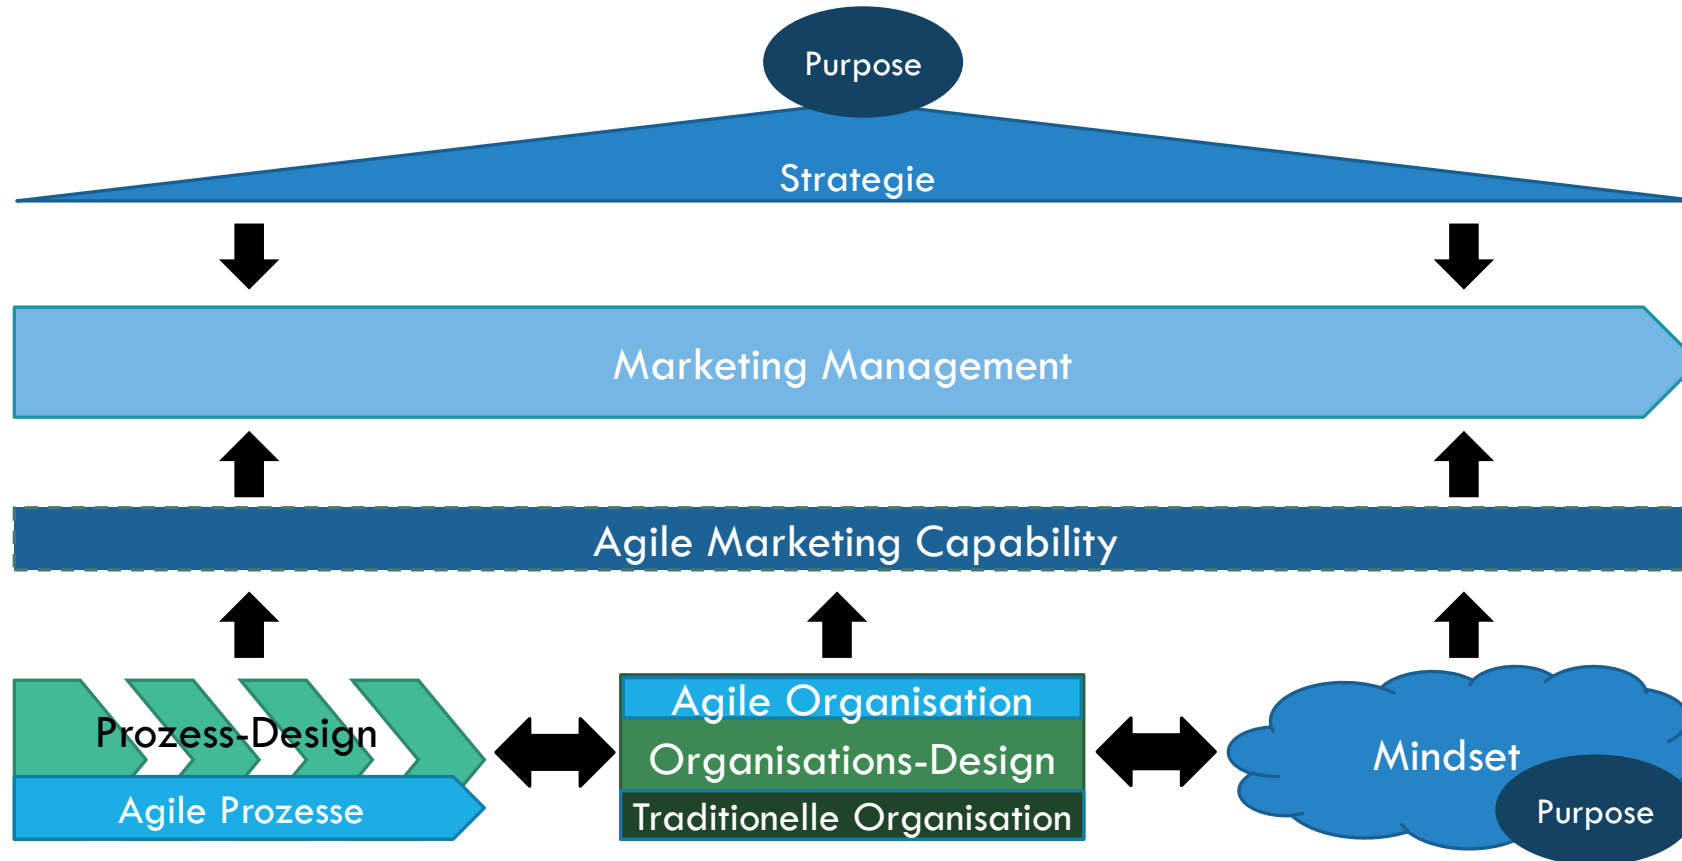 Purpose
Strategie
Marketing Management
Agile Marketing Capability
Prozess-Design
Agile Prozesse
Agile Organisation
Organisations-Design
Traditionelle Organisation
Mindset
Purpose